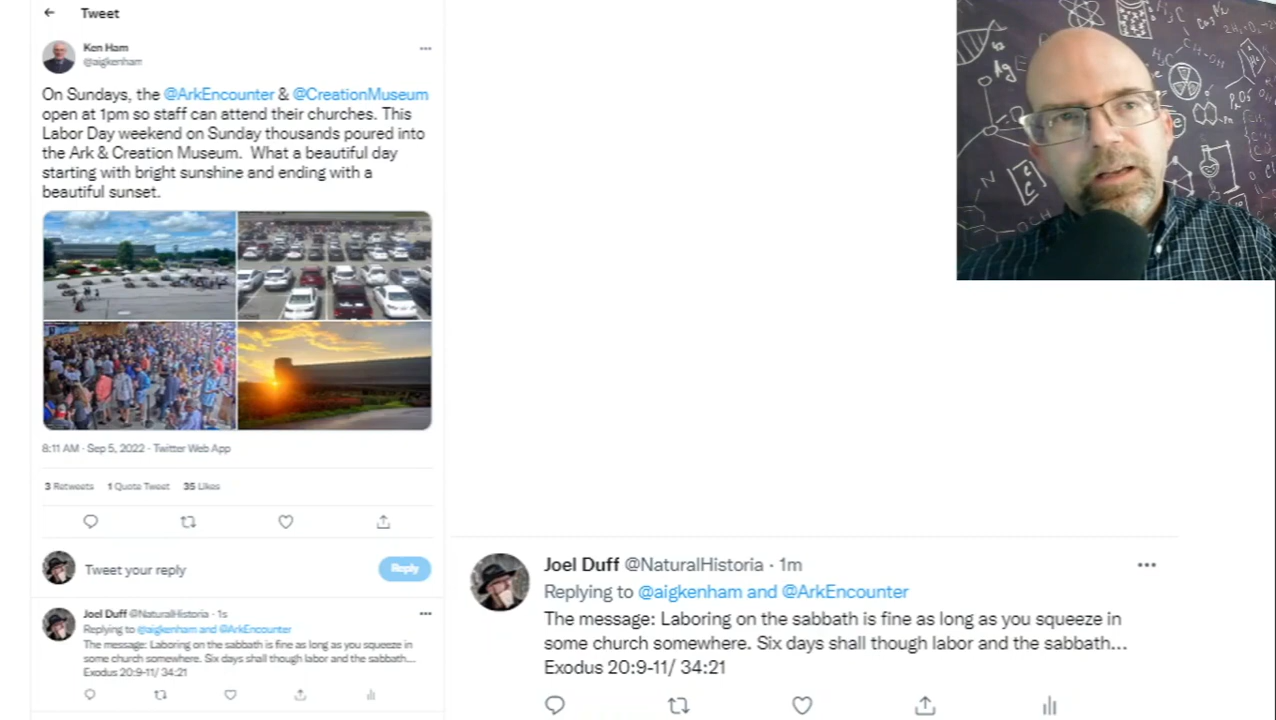 Tweet
Ken Ham
@aigkenham
On Sundays, the @ArkEncounter & @CreationMuseum
open at 1pm so staff can attend their churches. This
Labor Day weekend on Sunday thousands poured into
the Ark & Creation Museum.  What a beautiful day
starting with bright sunshine and ending with a
beautiful sunset.
8:11 AM · Sep 5, 2022 · Twitter Web App
3 Retweets 1 Quote Tweet 35 Likes
Tweet your reply
Reply
Joel Duff @NaturalHistoria · 1s
Replying to @aigkenham and @ArkEncounter
The message: Laboring on the sabbath is fine as long as you squeeze in
some church somewhere. Six days shall though labor and the sabbath....
Exodus 20:9-11/ 34:21
Joel Duff @NaturalHistoria · 1m
Replying to @aigkenham and @ArkEncounter
The message: Laboring on the sabbath is fine as long as you squeeze in
some church somewhere. Six days shall though labor and the sabbath...
Exodus 20:9-11/ 34:21
Ag
N